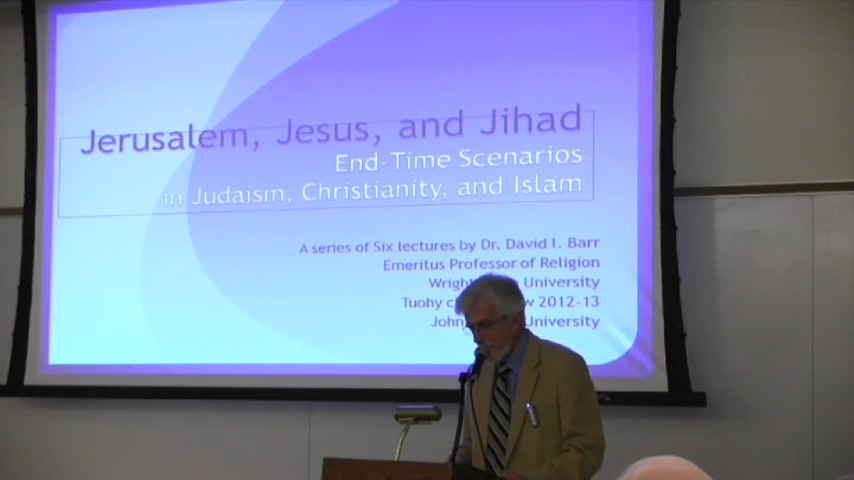 Jerusalem, Jesus, and Jihad
End-Time Scenarios
in Judaism, Christianity, and Islam
A series of Six lectures by Dr. David l. Barr
Emeritus Professor of Religion
University
Tuohy 2012-13
John University